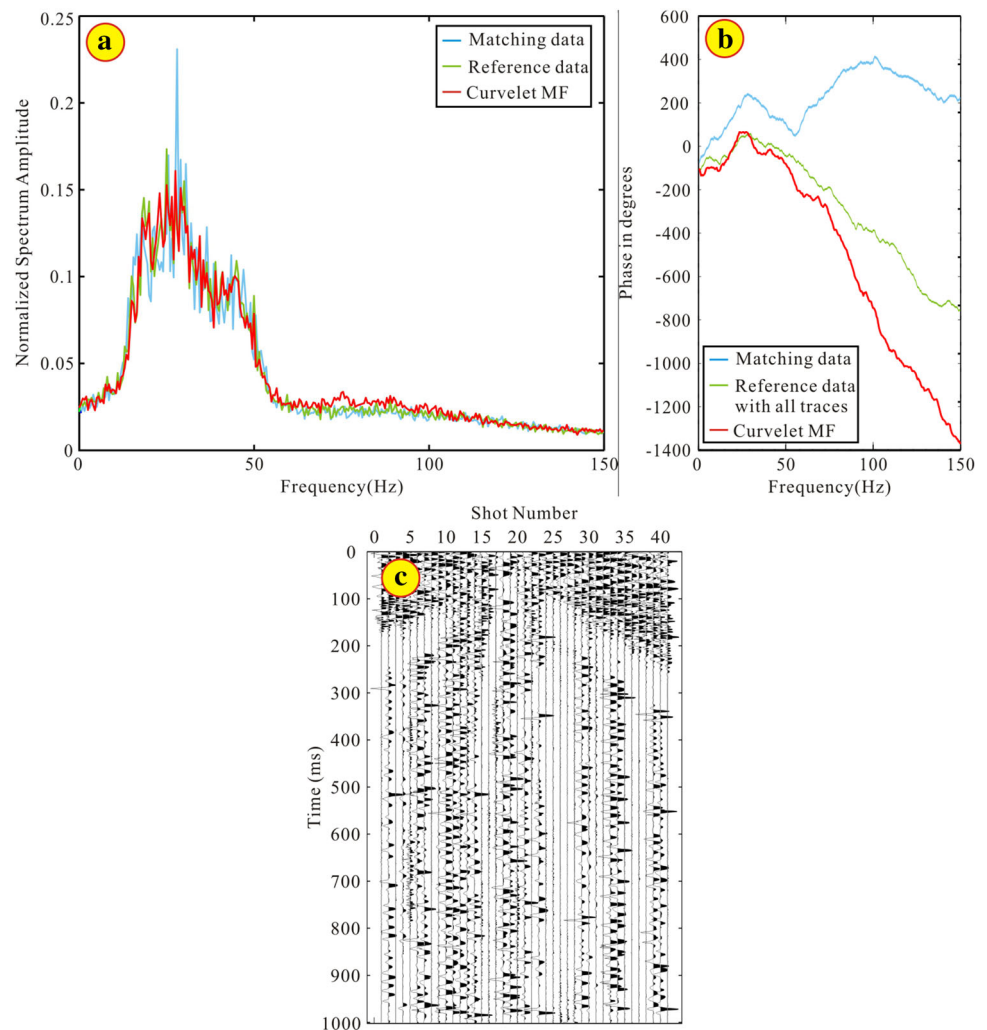 a
0.25
0.2
0.15
0.1
0.05
0
Normalized Spectrum Amplitude
Matching data
Reference data
Curvelet MF
0 50 100 150
Frequency(Hz)
b
600
400
200
0
-200
-400
-600
-800
-1000
-1200
-1400
Phase in degrees
Matching data
Reference data
with all traces
Curvelet MF
0 50 100 150
Frequency(Hz)
Shot Number
0 5 10 15 20 25 30 35 40
c
0
100
200
300
400
500
600
700
800
900
1000
Time (ms)